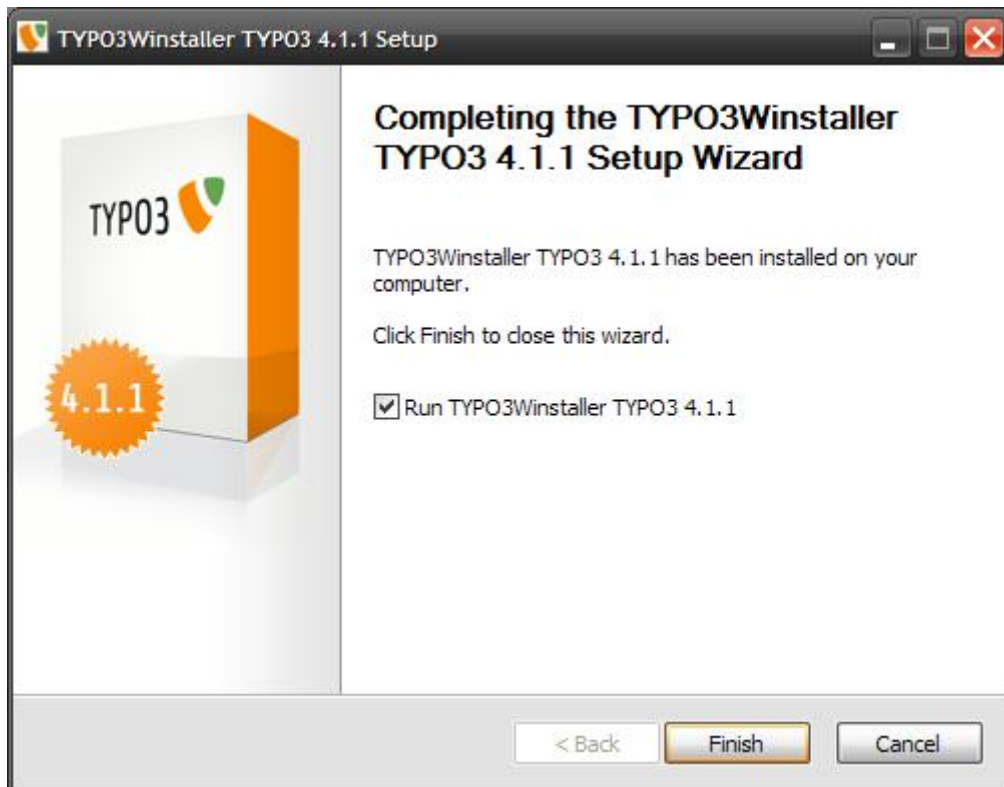 TYPO3Winstaller TYPO3 4.1.1 Setup
TYPO3
4.1.1
Completing the TYPO3Winstaller
TYPO3 4.1.1 Setup Wizard
TYPO3Winstaller TYPO3 4.1.1 has been installed on your
computer.
Click Finish to close this wizard.
Run TYPO3Winstaller TYPO3 4.1.1
< Back
Finish
Cancel